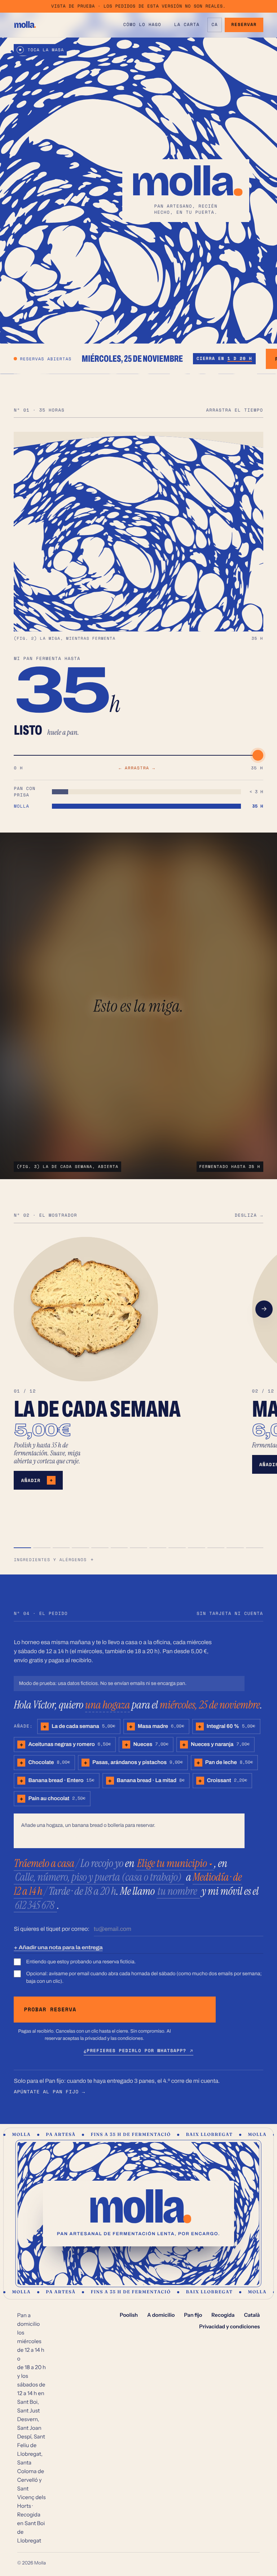 VISTA DE PRUEBA · LOS PEDIDOS DE ESTA VERSIÓN NO SON REALES.
molla.
CÓMO LO HAGO
LA CARTA
CA
RESERVAR
TOCA LA MASA
molla.
PAN ARTESANO, RECIÉN
HECHO, EN TU PUERTA.
RESERVAS ABIERTAS
MIÉRCOLES, 25 DE NOVIEMBRE
CIERRA EN 1 D 20 H
Nº 01 · 35 HORAS
ARRASTRA EL TIEMPO
(FIG. 2) LA MIGA, MIENTRAS FERMENTA
35 H
MI PAN FERMENTA HASTA
35h
LISTO huele a pan.
0 H
← ARRASTRA →
35 H
PAN CON
PRISA
< 3 H
MOLLA
35 H
Esto es la miga.
(FIG. 3) LA DE CADA SEMANA, ABIERTA
FERMENTADO HASTA 35 H
Nº 02 · EL MOSTRADOR
DESLIZA →
01 / 12
LA DE CADA SEMANA
5,00€
Poolish y hasta 35 h de
fermentación. Suave, miga
abierta y corteza que cruje.
AÑADIR +
02 / 12
MA
6,0
Fermenta
AÑADIR
INGREDIENTES Y ALÉRGENOS
Nº 04 · EL PEDIDO
SIN TARJETA NI CUENTA
Lo horneo esa misma mañana y te lo llevo a casa o a la oficina, cada miércoles
y sábado de 12 a 14 h (el miércoles, también de 18 a 20 h). Pan desde 5,00 €,
envío gratis y pagas al recibirlo.
Modo de prueba: usa datos ficticios. No se envían emails ni se encarga pan.
Hola Víctor, quiero una hogaza para el miércoles, 25 de noviembre.
AÑADE:
+ La de cada semana 5,00€
+ Masa madre 6,00€
+ Integral 80 % 6,00€
+ Aceitunas negras y romero 6,50€
+ Nueces 7,00€
+ Nueces y naranja 7,00€
+ Chocolate 8,00€
+ Pasas, arándanos y pistachos 9,00€
+ Pan de leche 6,50€
+ Banana bread · Entero 15€
+ Banana bread · La mitad 8€
+ Croissant 2,20€
+ Pain au chocolat 2,50€
Añade una hogaza, un banana bread o bollería para reservar.
Tráemelo a casa / Lo recojo yo en Elige tu municipio , en
Calle, número, piso y puerta (casa o trabajo) a Mediodía · de
12 a 14 h / Tarde · de 18 a 20 h. Me llamo tu nombre y mi móvil es el
612 345 678 .
Si quieres el tíquet por correo: tu@email.com
+ Añadir una nota para la entrega
Entiendo que estoy probando una reserva ficticia.
Opcional: avísame por email cuando abra cada hornada del sábado (como mucho dos emails por semana,
baja con un clic).
PROBAR RESERVA
Pagas al recibirlo. Cancelas con un clic hasta el cierre. Sin compromiso. Al
reservar aceptas la privacidad y las condiciones.
¿PREFIERES PEDIRLO POR WHATSAPP?
Solo para el Pan fijo: cuando te haya entregado 3 panes, el 4.º corre de mi cuenta.
APÚNTATE AL PAN FIJO →
MOLLA PA ARTESÀ FINS A 35 H DE FERMENTACIÓ BAIX LLOBREGAT MOLLA
molla.
PAN ARTESANAL DE FERMENTACIÓN LENTA, POR ENCARGO.
MOLLA PA ARTESÀ FINS A 35 H DE FERMENTACIÓ BAIX LLOBREGAT MOLLA
Pan a
domicilio
los
miércoles
de 12 a 14 h
o
de 18 a 20 h
y los
sábados de
12 a 14 h en
Sant Boi,
Sant Just
Desvern,
Sant Joan
Despí, Sant
Feliu de
Llobregat,
Santa
Coloma de
Cervelló y
Sant
Vicenç dels
Horts ·
Recogida
en Sant Boi
de
Llobregat
Poolish
A domicilio
Pan fijo
Recogida
Català
Privacidad y condiciones
© 2026 Molla